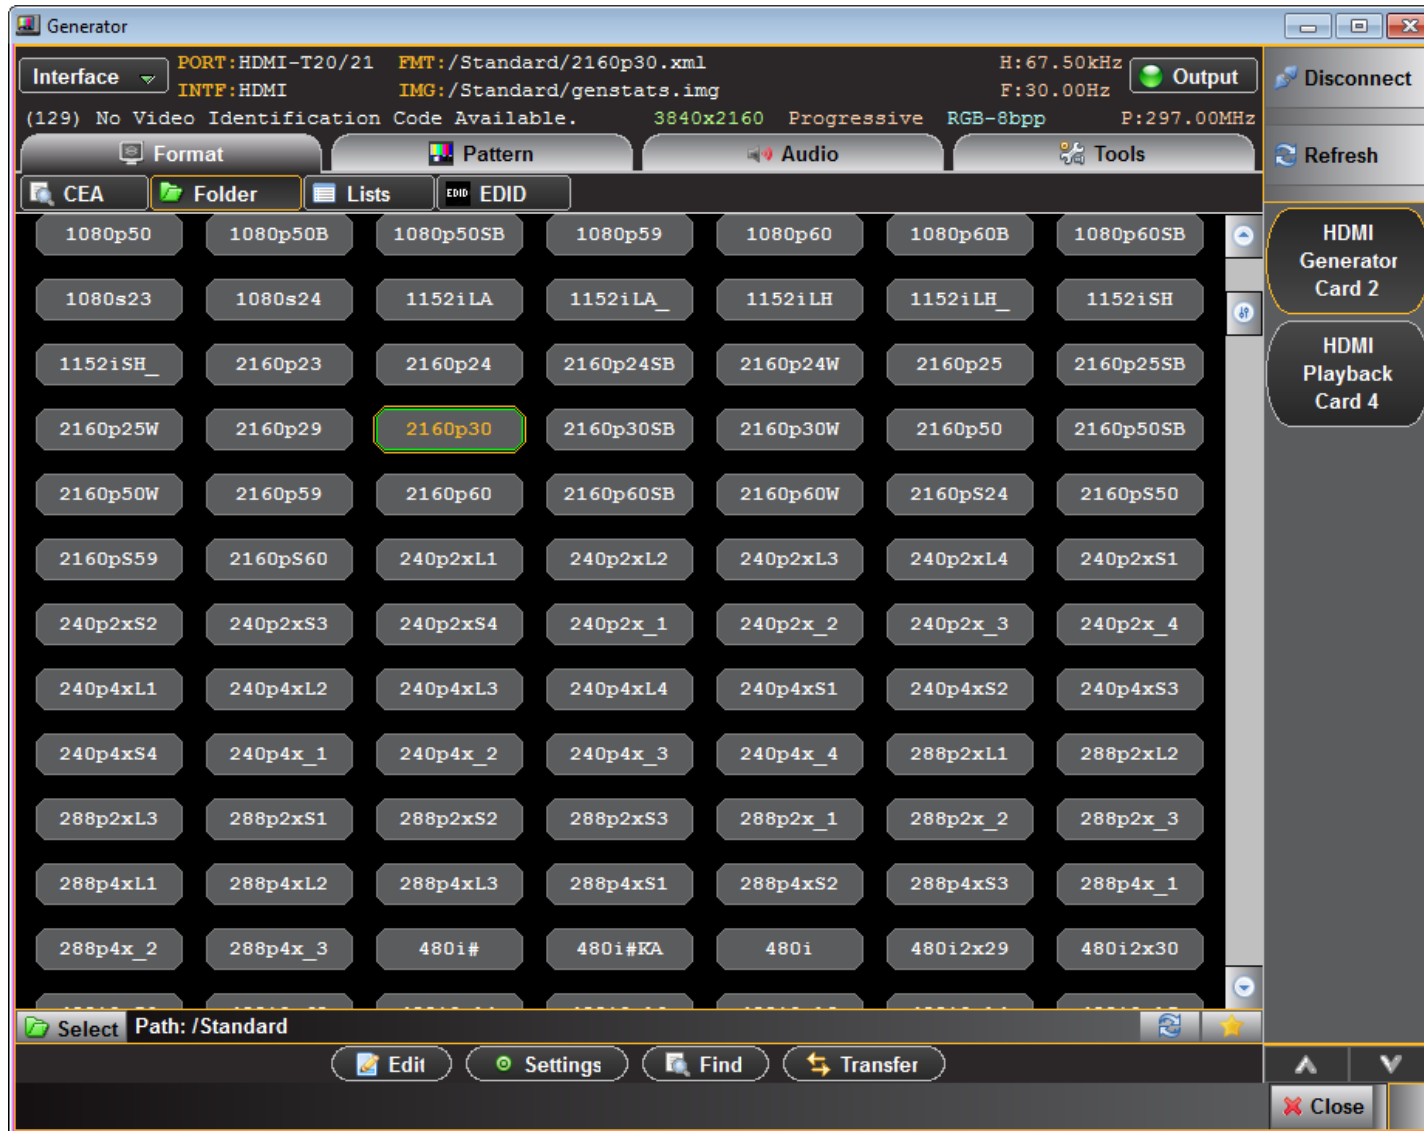 Generator
Interface PORT:HDMI-T20/21 FMT:/Standard/2160p30.xml H:67.50kHz Output Disconnect
INTF:HDMI IMG:/Standard/genstats.img F:30.00Hz
(129) No Video Identification Code Available. 3840x2160 Progressive RGB-8bpp P:297.00MHz
Format Pattern Audio Tools Refresh
CEA Folder Lists EDID EDID
1080p50 1080p50B 1080p50SB 1080p59 1080p60 1080p60B 1080p60SB
HDMI
Generator
Card 2
1080s23 1080s24 1152iLA 1152iLA_ 1152iLH 1152iLH_ 1152iSH
HDMI
Playback
Card 4
1152iSH_ 2160p23 2160p24 2160p24SB 2160p24W 2160p25 2160p25SB
2160p25W 2160p29 2160p30 2160p30SB 2160p30W 2160p50 2160p50SB
2160p50W 2160p59 2160p60 2160p60SB 2160p60W 2160pS24 2160pS50
2160pS59 2160pS60 240p2xL1 240p2xL2 240p2xL3 240p2xL4 240p2xS1
240p2xS2 240p2xS3 240p2xS4 240p2x_1 240p2x_2 240p2x_3 240p2x_4
240p4xL1 240p4xL2 240p4xL3 240p4xL4 240p4xS1 240p4xS2 240p4xS3
240p4xS4 240p4x_1 240p4x_2 240p4x_3 240p4x_4 288p2xL1 288p2xL2
288p2xL3 288p2xS1 288p2xS2 288p2xS3 288p2x_1 288p2x_2 288p2x_3
288p4xL1 288p4xL2 288p4xL3 288p4xS1 288p4xS2 288p4xS3 288p4x_1
288p4x_2 288p4x_3 480i# 480i#KA 480i 480i2x29 480i2x30
Select Path: /Standard
Edit Settings Find Transfer
Close